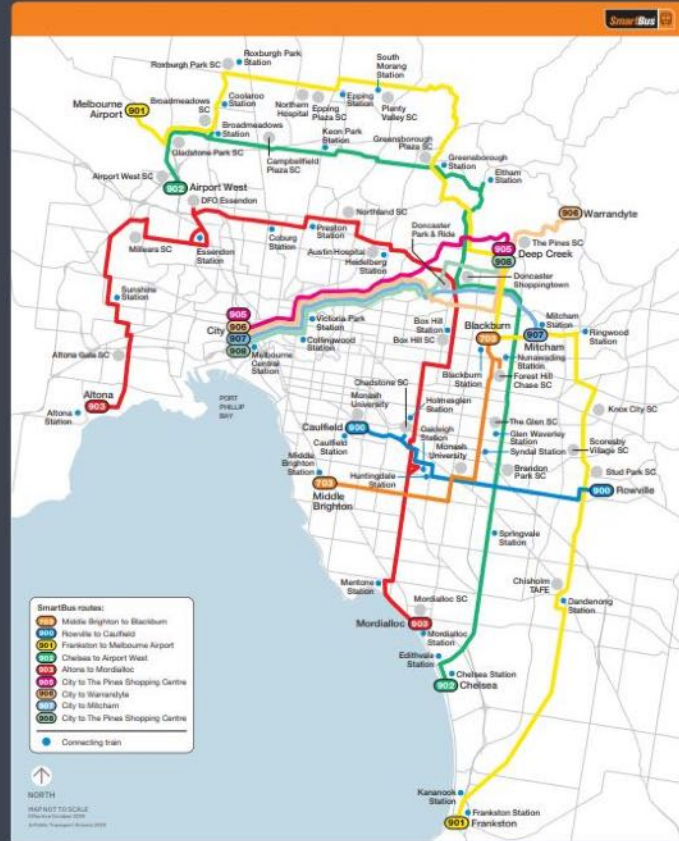 SmartBus
Roxburgh Park SC
Roxburgh Park
Station
South
Morang
Station
Melbourne
Airport
901
Broadmeadows
SC
Coolaroo
Station
Northern
Hospital
Epping
Plaza SC
Epping
Station
Plenty
Valley SC
Broadmeadows
Station
Keon Park
Station
Greensborough
Plaza SC
Gladstone Park SC
Campbellfield
Plaza SC
Greensborough
Station
Airport West SC
902 Airport West
Eltham
Station
DFO Essendon
Northland SC
906 Warrandyte
Millears SC
Essendon
Station
Coburg
Station
Preston
Station
Austin Hospital
Heidelberg
Station
Doncaster
Park & Ride
905
908
Deep Creek
The Pines SC
Doncaster
Shoppingtown
Sunshine
Station
City
905
906
907
908
Melbourne
Central
Station
Victoria Park
Station
Collingwood
Station
Box Hill
Station
Box Hill SC
Blackburn
703
Mitcham
Station
907
Mitcham
Ringwood
Station
Nunawading
Station
Blackburn
Station
Forest Hill
Chase SC
Altona Gate SC
Altona
903
Altona
Station
PORT
PHILLIP
BAY
Chadstone SC
Monash
University
Holmesglen
Station
Caulfield 900
Caulfield
Station
Oakleigh
Station
Monash
University
The Glen SC
Glen Waverley
Station
Syndal Station
Knox City SC
Scoresby
Village SC
Middle
Brighton
Station
703
Middle
Brighton
Huntingdale
Station
Brandon
Park SC
Stud Park SC
900 Rowville
Springvale
Station
Mentone
Station
Mordialloc SC
Mordialloc 903
Mordialloc
Station
Chisholm
TAFE
Dandenong
Station
Edithvale
Station
Chelsea Station
902 Chelsea
Kananook
Station
Frankston Station
901 Frankston
SmartBus routes:
703 Middle Brighton to Blackburn
900 Rowville to Caulfield
901 Frankston to Melbourne Airport
902 Chelsea to Airport West
903 Altona to Mordialloc
905 City to The Pines Shopping Centre
906 City to Warrandyte
907 City to Mitcham
908 City to The Pines Shopping Centre
Connecting train
NORTH
MAP NOT TO SCALE